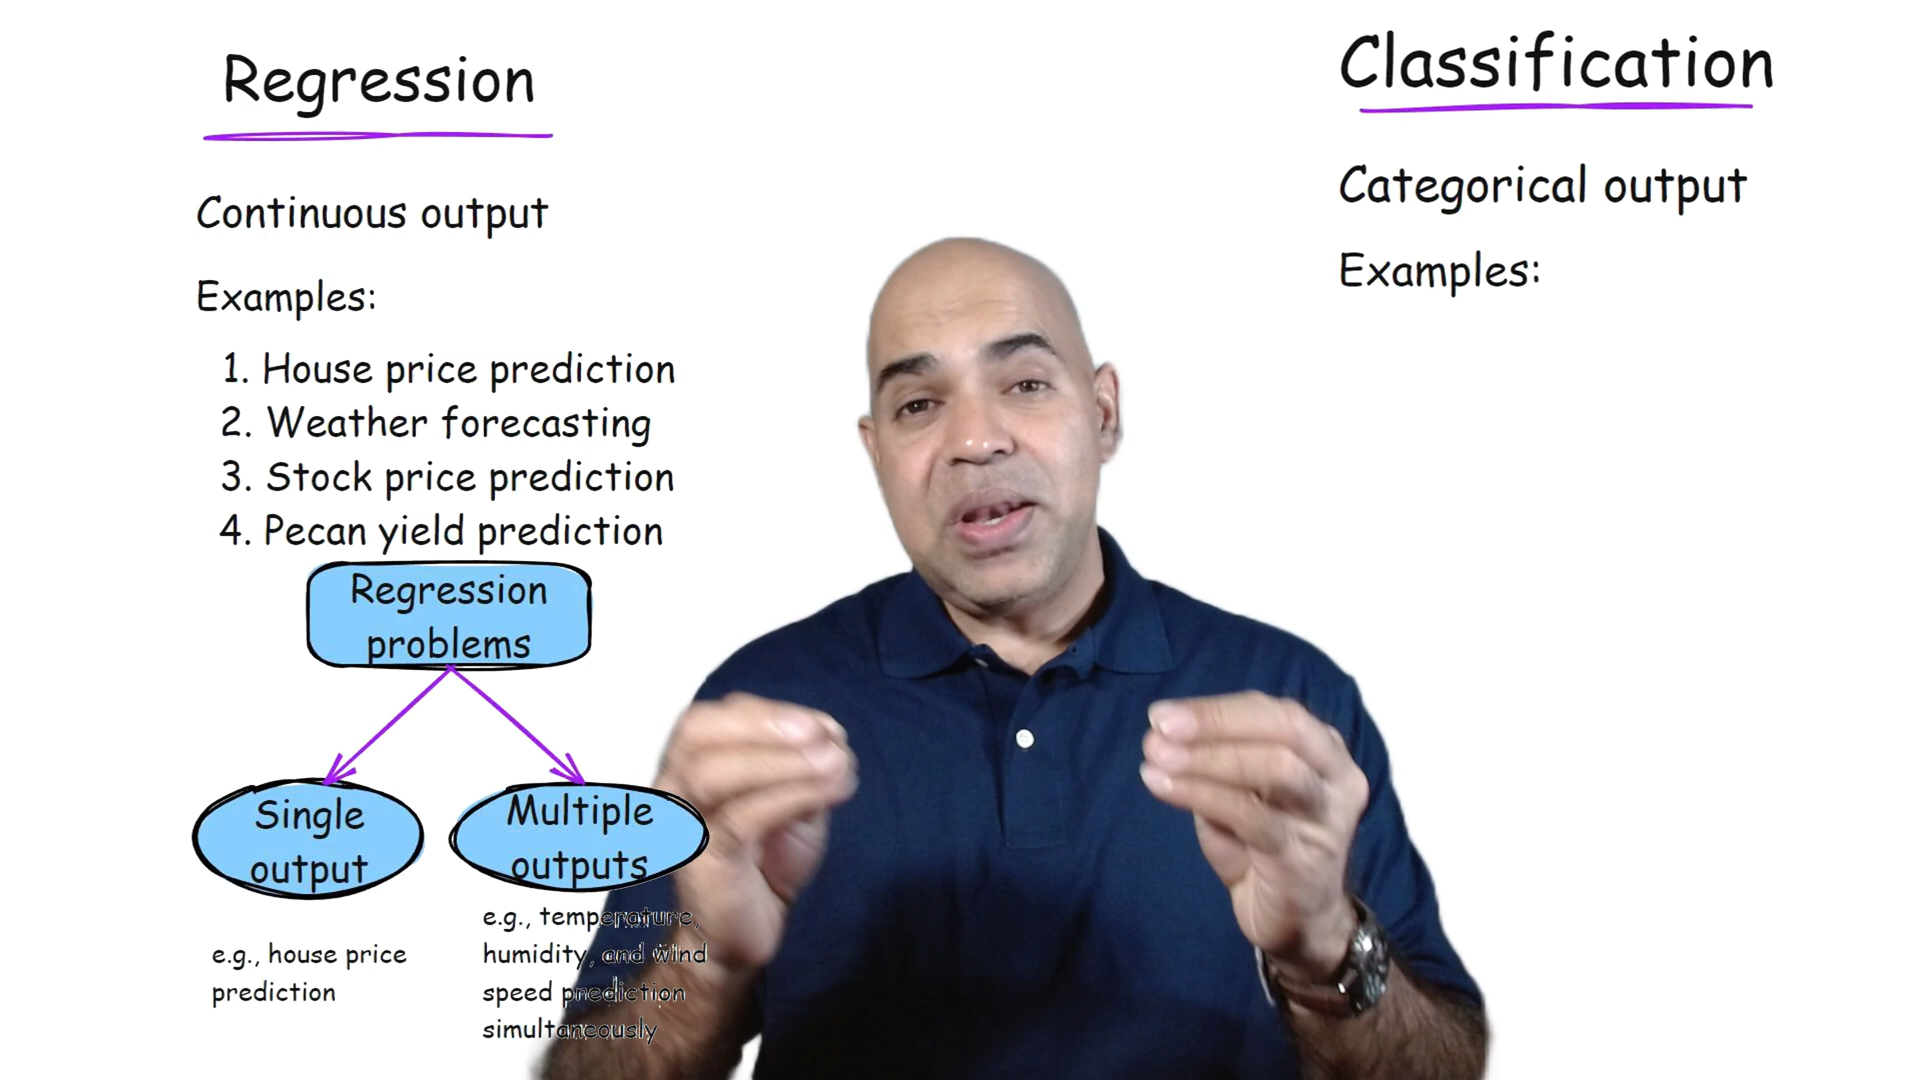 Regression
Continuous output
Examples:
1. House price prediction
2. Weather forecasting
3. Stock price prediction
4. Pecan yield prediction
Regression
problems
Single
output
e.g., house price
prediction
Multiple
outputs
e.g., temperature,
humidity, and wind
speed prediction
simultaneously
Classification
Categorical output
Examples: